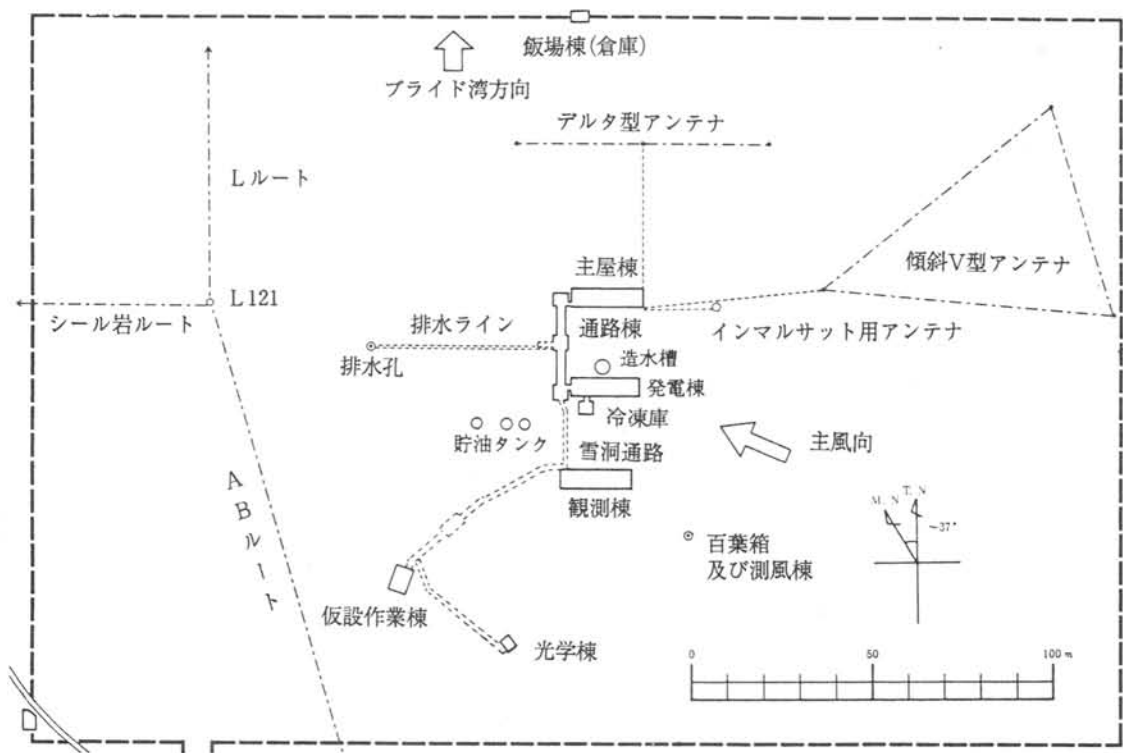 飯場棟(倉庫)
ブライド湾方向
デルタ型アンテナ
Lルート
傾斜V型アンテナ
主屋棟
L121
シール岩ルート
排水ライン
通路棟
インマルサット用アンテナ
排水孔
造水槽
発電棟
冷凍庫
貯油タンク
主風向
雪洞通路
ABルート
観測棟
M.N
T.N
−37°
百葉箱
及び測風棟
仮設作業棟
光学棟
0
50
100m